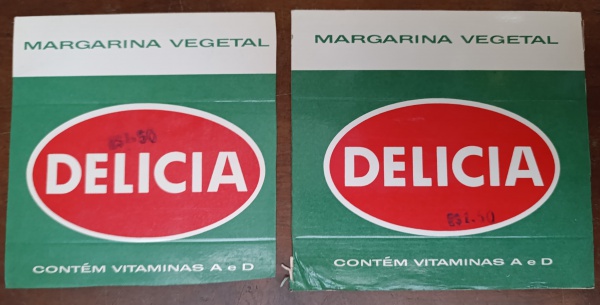 MARGARINA VEGETAL
DELICIA
CONTÉM VITAMINAS A e D
MARGARINA VEGETAL
DELICIA
CONTÉM VITAMINAS A e D